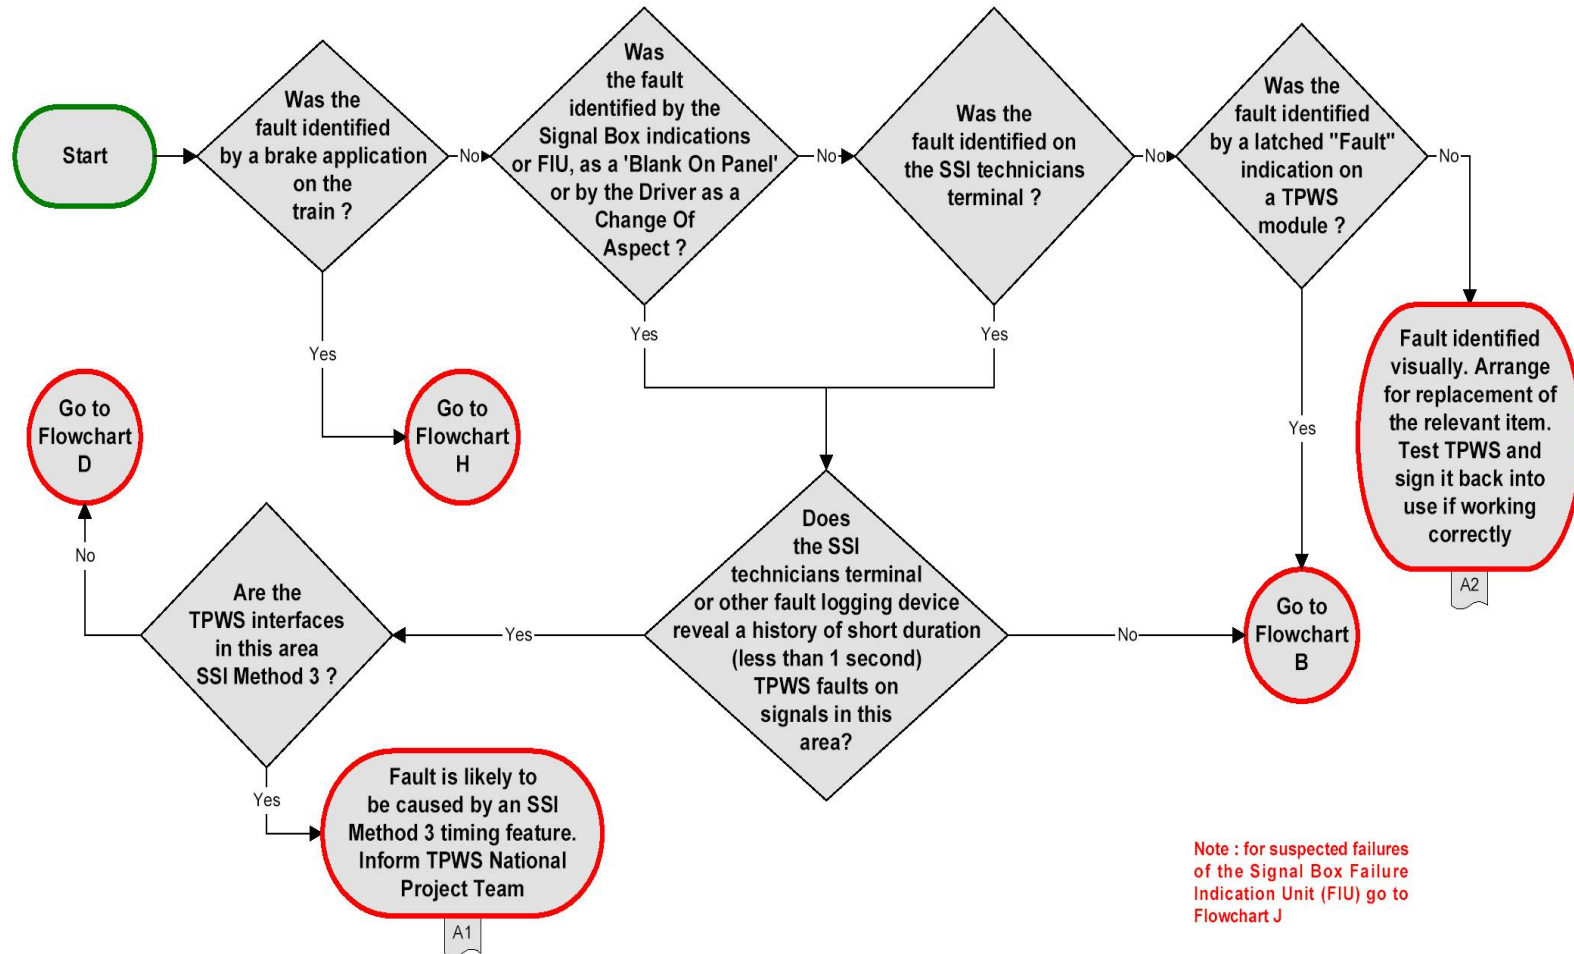 Start
Was the
fault identified
by a brake application
on the
train ?
No
Was
the fault
identified by the
Signal Box indications
or FIU, as a 'Blank On Panel'
or by the Driver as a
Change Of
Aspect ?
No
Was the
fault identified on
the SSI technicians
terminal ?
No
Was the
fault identified
by a latched "Fault"
indication on
a TPWS
module ?
No
Yes
Yes
Yes
Yes
Fault identified
visually. Arrange
for replacement of
the relevant item.
Test TPWS and
sign it back into
use if working
correctly
A2
Go to
Flowchart
D
Go to
Flowchart
H
No
Are the
TPWS interfaces
in this area
SSI Method 3 ?
Yes
Does
the SSI
technicians terminal
or other fault logging device
reveal a history of short duration
(less than 1 second)
TPWS faults on
signals in this
area?
No
Go to
Flowchart
B
Yes
Fault is likely to
be caused by an SSI
Method 3 timing feature.
Inform TPWS National
Project Team
A1
Note : for suspected failures
of the Signal Box Failure
Indication Unit (FIU) go to
Flowchart J